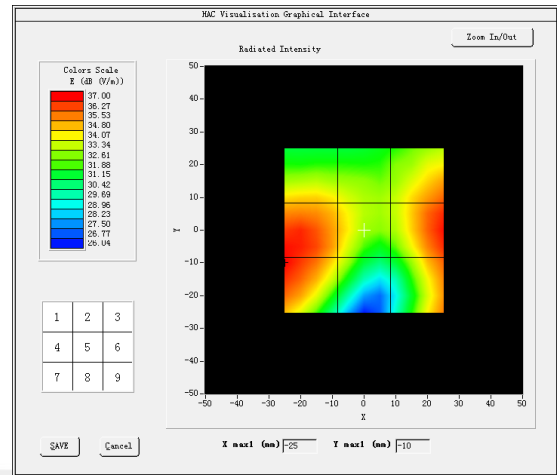 HAC Visualisation Graphical Interface
Zoom In/Out
Radiated Intensity
Colors Scale
E (dB (V/m))
37.00
36.27
35.53
34.80
34.07
33.34
32.61
31.88
31.15
30.42
29.69
28.96
28.23
27.50
26.77
26.04
50
40
30
20
10
0
-10
-20
-30
-40
-50
Y
-50 -40 -30 -20 -10 0 10 20 30 40 50
X
1 2 3
4 5 6
7 8 9
SAVE Cancel
X max1 (mm) -25 Y max1 (mm) -10